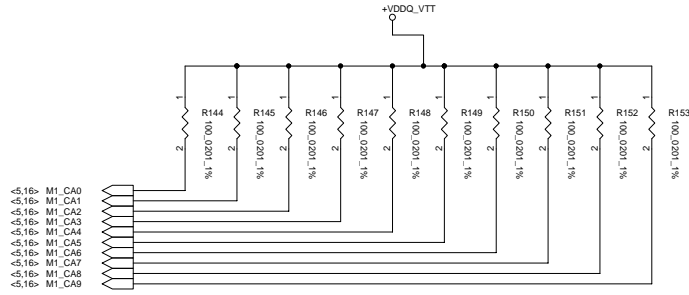 +VDDQ_VTT
1 1 1 1 1 1 1 1 1 1
R144 R145 R146 R147 R148 R149 R150 R151 R152 R153
100_0201_1% 100_0201_1% 100_0201_1% 100_0201_1% 100_0201_1% 100_0201_1% 100_0201_1% 100_0201_1% 100_0201_1% 100_0201_1%
2 2 2 2 2 2 2 2 2 2
<5,16> M1_CA0
<5,16> M1_CA1
<5,16> M1_CA2
<5,16> M1_CA3
<5,16> M1_CA4
<5,16> M1_CA5
<5,16> M1_CA6
<5,16> M1_CA7
<5,16> M1_CA8
<5,16> M1_CA9